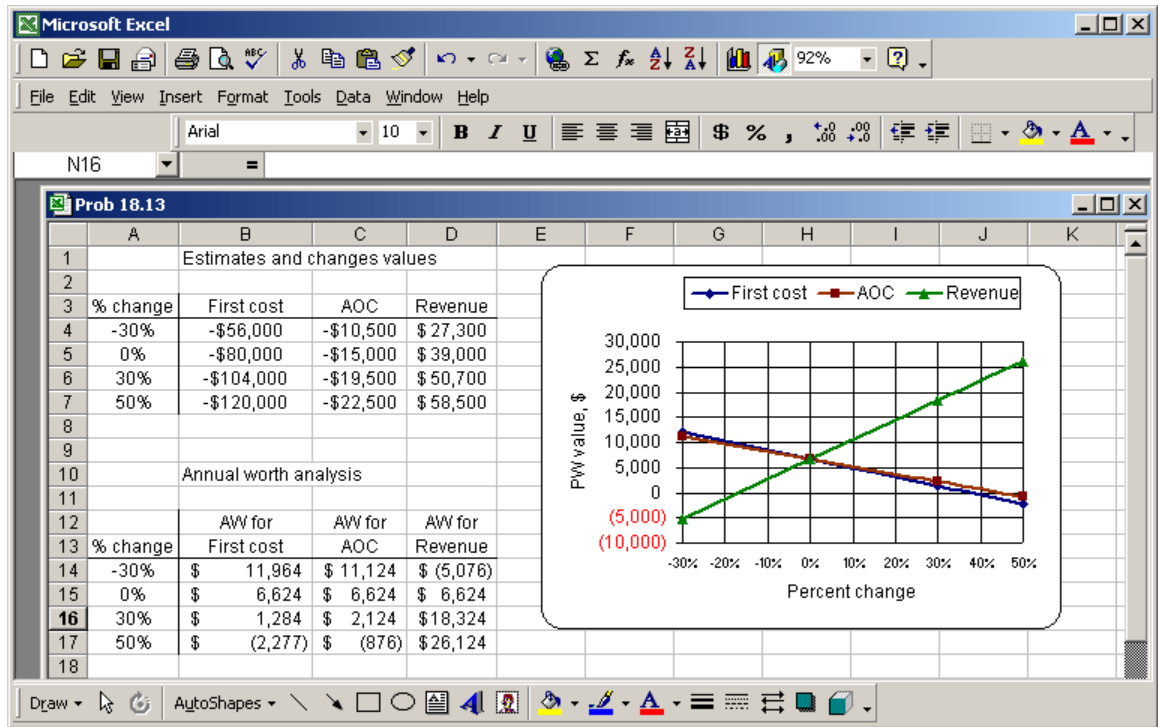 Microsoft Excel
ABC Σ fx A Z Z A 92% ?
File Edit View Insert Format Tools Data Window Help
Arial 10 B I U $ % , .00 .00 A
N16 =
Prob 18.13
A B C D E F G H I J K
1 Estimates and changes values
2
3 % change First cost AOC Revenue
4 -30% -$56,000 -$10,500 $ 27,300
5 0% -$80,000 -$15,000 $ 39,000
6 30% -$104,000 -$19,500 $ 50,700
7 50% -$120,000 -$22,500 $ 58,500
8
9
10 Annual worth analysis
11
12 AW for AW for AW for
13 % change First cost AOC Revenue
14 -30% $ 11,964 $ 11,124 $ (5,076)
15 0% $ 6,624 $ 6,624 $ 6,624
16 30% $ 1,284 $ 2,124 $18,324
17 50% $ (2,277) $ (876) $26,124
18
First cost AOC Revenue
PW value, $
30,000
25,000
20,000
15,000
10,000
5,000
0
(5,000)
(10,000)
-30% -20% -10% 0% 10% 20% 30% 40% 50%
Percent change
Draw AutoShapes A A